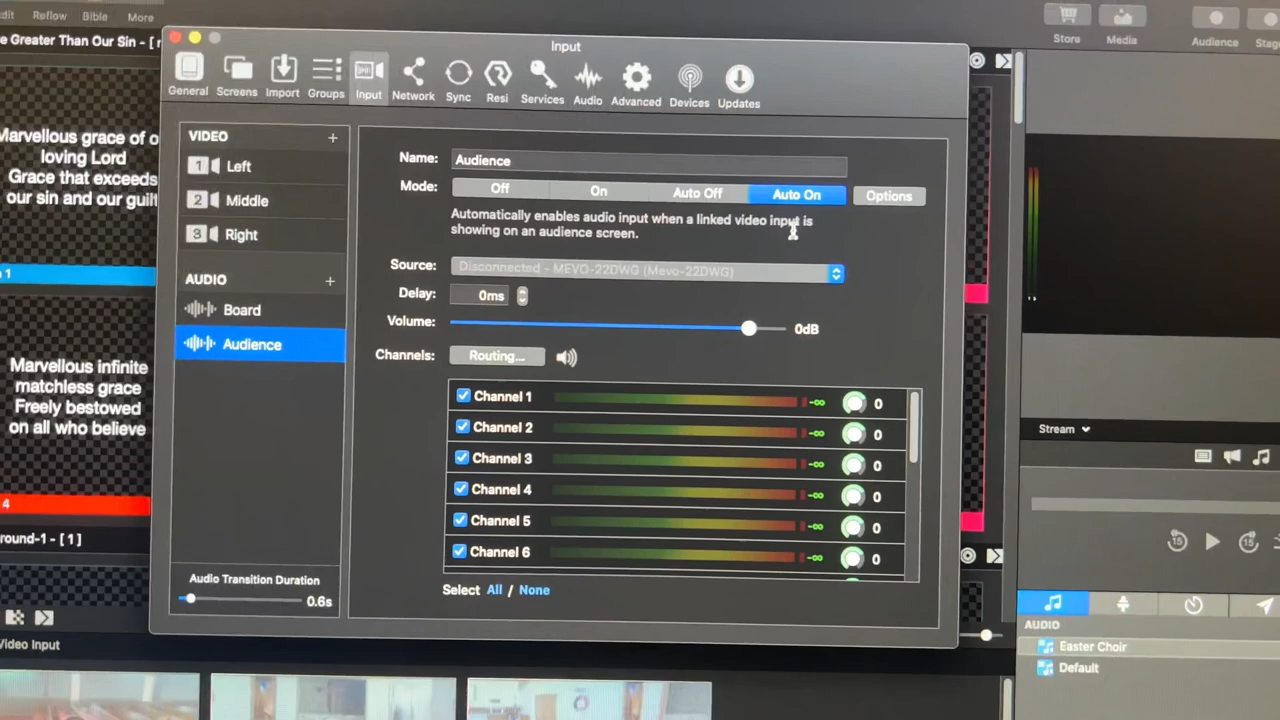 Reflow
Bible
More
Store
Media
Audience
e Greater Than Our Sin - [
Input
General
Screens
Import
Groups
Input
Network
Sync
Resi
Services
Audio
Advanced
Devices
Updates
Marvellous grace of o
loving Lord
Grace that exceeds
our sin and our guilt
1
Marvellous infinite
matchless grace
Freely bestowed
on all who believe
4
round-1 - [ 1 ]
Video Input
VIDEO +
1 Left
2 Middle
3 Right
AUDIO +
Board
Audience
Audio Transition Duration
0.6s
Name: Audience
Mode: Off On Auto Off Auto On Options
Automatically enables audio input when a linked video input is
showing on an audience screen.
Source: Disconnected - MEVO-22DWG (Mevo-22DWG)
Delay: 0ms
Volume: 0dB
Channels: Routing...
Channel 1 -∞ 0
Channel 2 -∞ 0
Channel 3 -∞ 0
Channel 4 -∞ 0
Channel 5 -∞ 0
Channel 6 -∞ 0
Select All / None
Stream
15 15
AUDIO
Easter Choir
Default